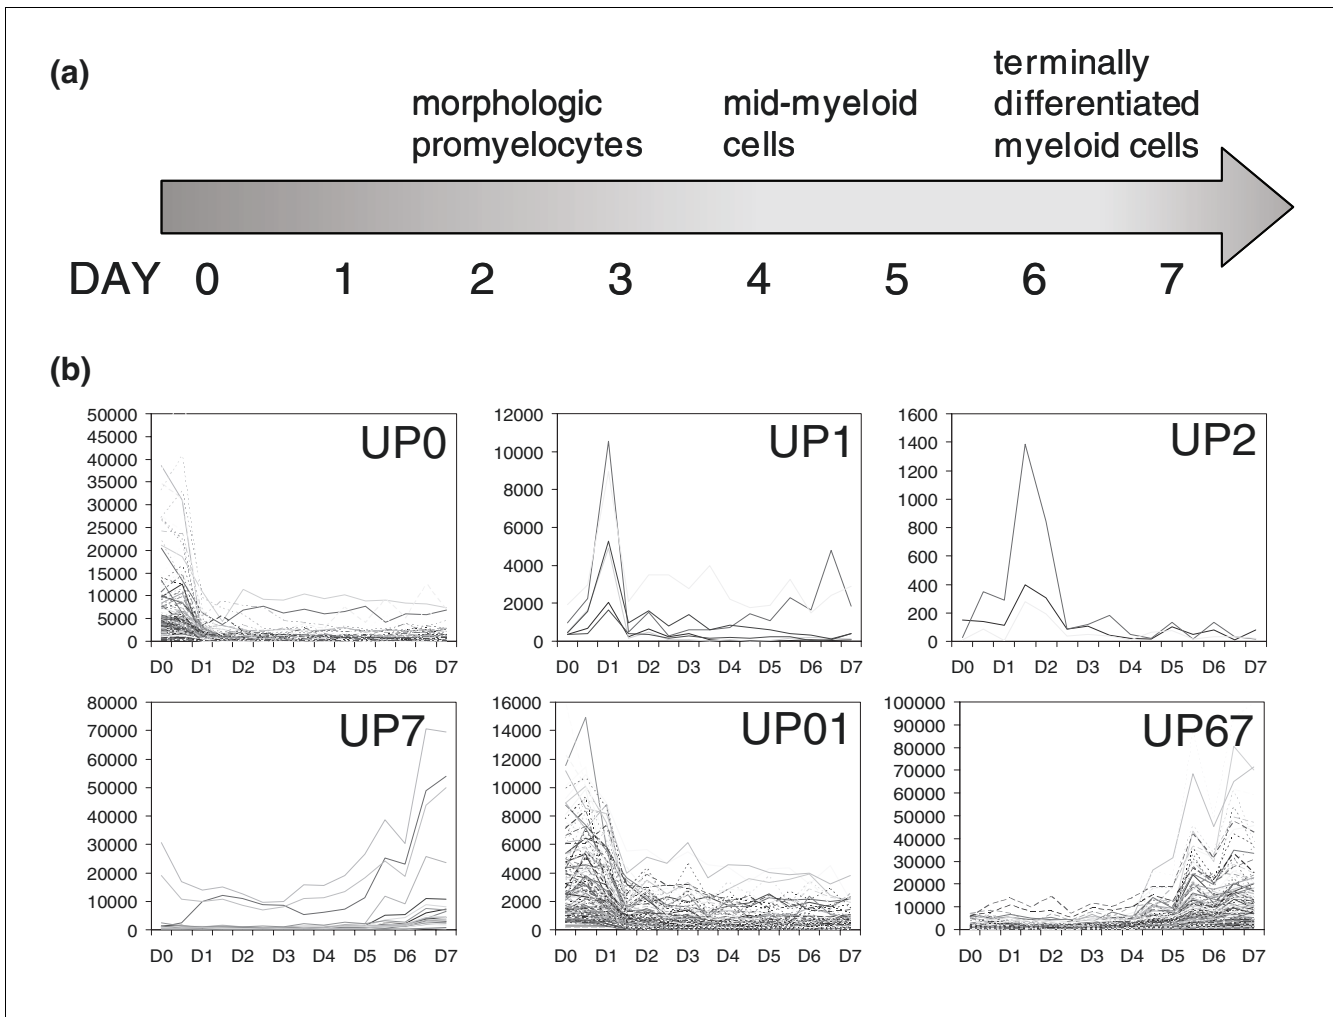 (a)
morphologic
promyelocytes
mid-myeloid
cells
terminally
differentiated
myeloid cells
DAY 0 1 2 3 4 5 6 7
(b)
UP0
50000
45000
40000
35000
30000
25000
20000
15000
10000
5000
0
D0 D1 D2 D3 D4 D5 D6 D7
UP1
12000
10000
8000
6000
4000
2000
0
D0 D1 D2 D3 D4 D5 D6 D7
UP2
1600
1400
1200
1000
800
600
400
200
0
D0 D1 D2 D3 D4 D5 D6 D7
UP7
80000
70000
60000
50000
40000
30000
20000
10000
0
D0 D1 D2 D3 D4 D5 D6 D7
UP01
16000
14000
12000
10000
8000
6000
4000
2000
0
D0 D1 D2 D3 D4 D5 D6 D7
UP67
100000
90000
80000
70000
60000
50000
40000
30000
20000
10000
0
D0 D1 D2 D3 D4 D5 D6 D7